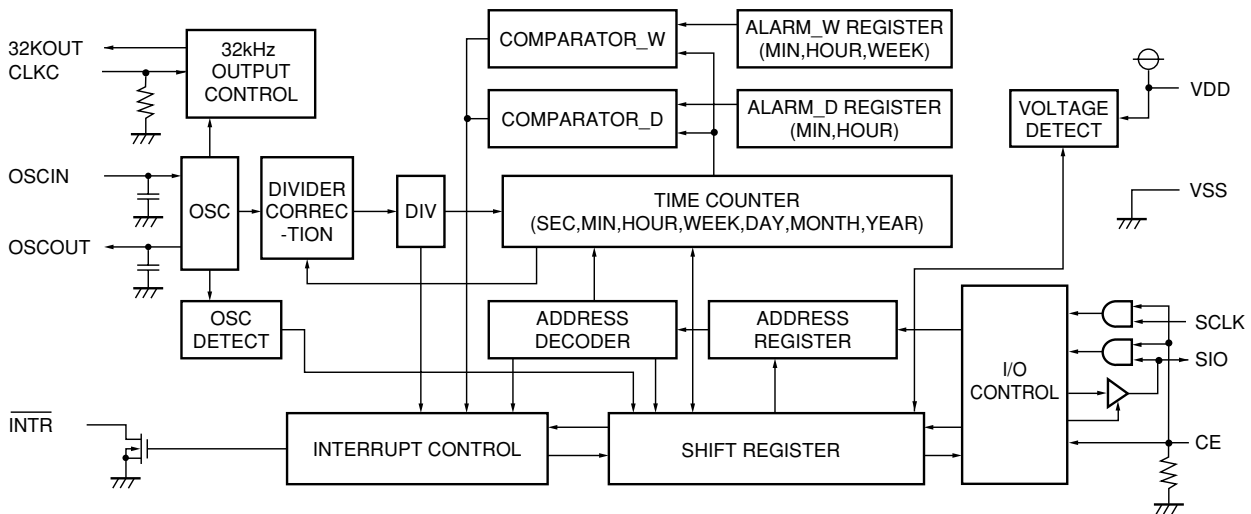 32KOUT
CLKC
32kHz
OUTPUT
CONTROL
COMPARATOR_W
ALARM_W REGISTER
(MIN,HOUR,WEEK)
COMPARATOR_D
ALARM_D REGISTER
(MIN,HOUR)
VOLTAGE
DETECT
VDD
VSS
OSCIN
OSCOUT
OSC
DIVIDER
CORREC
-TION
DIV
TIME COUNTER
(SEC,MIN,HOUR,WEEK,DAY,MONTH,YEAR)
OSC
DETECT
ADDRESS
DECODER
ADDRESS
REGISTER
I/O
CONTROL
SCLK
SIO
CE
INTR
INTERRUPT CONTROL
SHIFT REGISTER